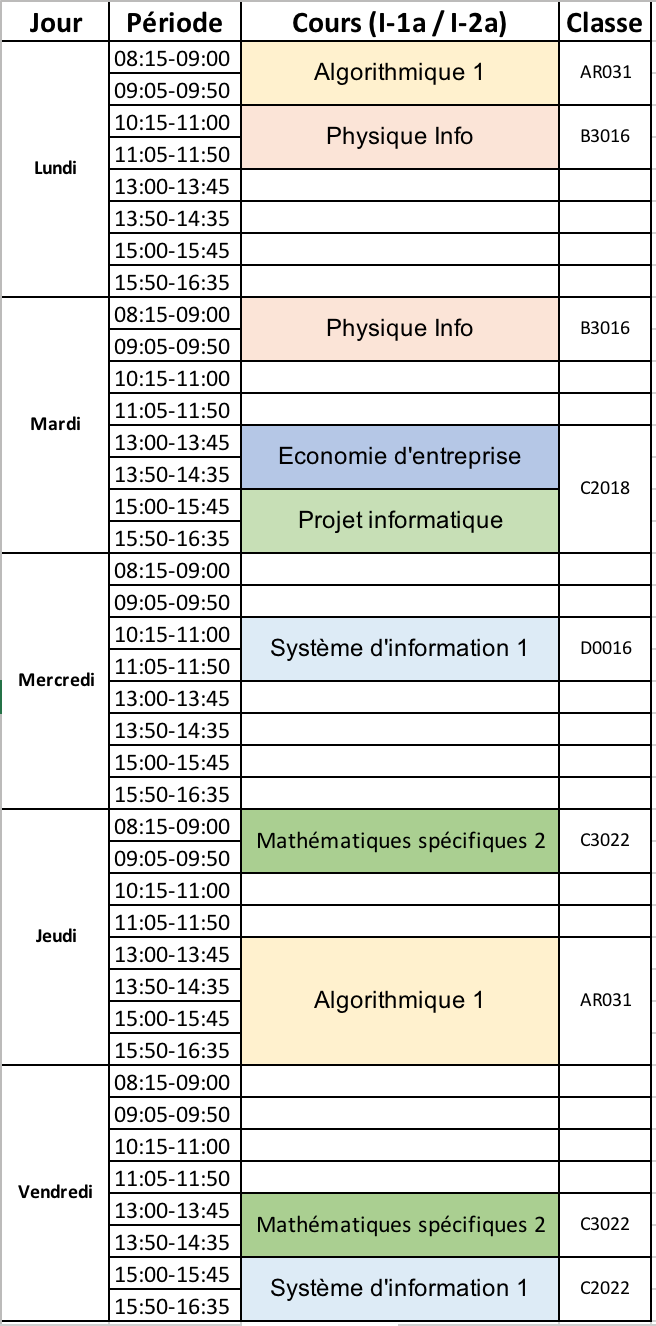 Jour Période Cours (I-1a / I-2a) Classe
Lundi
08:15-09:00 Algorithmique 1 AR031
09:05-09:50
10:15-11:00 Physique Info B3016
11:05-11:50
13:00-13:45
13:50-14:35
15:00-15:45
15:50-16:35
Mardi
08:15-09:00 Physique Info B3016
09:05-09:50
10:15-11:00
11:05-11:50
13:00-13:45 Economie d'entreprise C2018
13:50-14:35
15:00-15:45 Projet informatique
15:50-16:35
Mercredi
08:15-09:00
09:05-09:50
10:15-11:00 Système d'information 1 D0016
11:05-11:50
13:00-13:45
13:50-14:35
15:00-15:45
15:50-16:35
Jeudi
08:15-09:00 Mathématiques spécifiques 2 C3022
09:05-09:50
10:15-11:00
11:05-11:50
13:00-13:45 Algorithmique 1 AR031
13:50-14:35
15:00-15:45
15:50-16:35
Vendredi
08:15-09:00
09:05-09:50
10:15-11:00
11:05-11:50
13:00-13:45 Mathématiques spécifiques 2 C3022
13:50-14:35
15:00-15:45 Système d'information 1 C2022
15:50-16:35